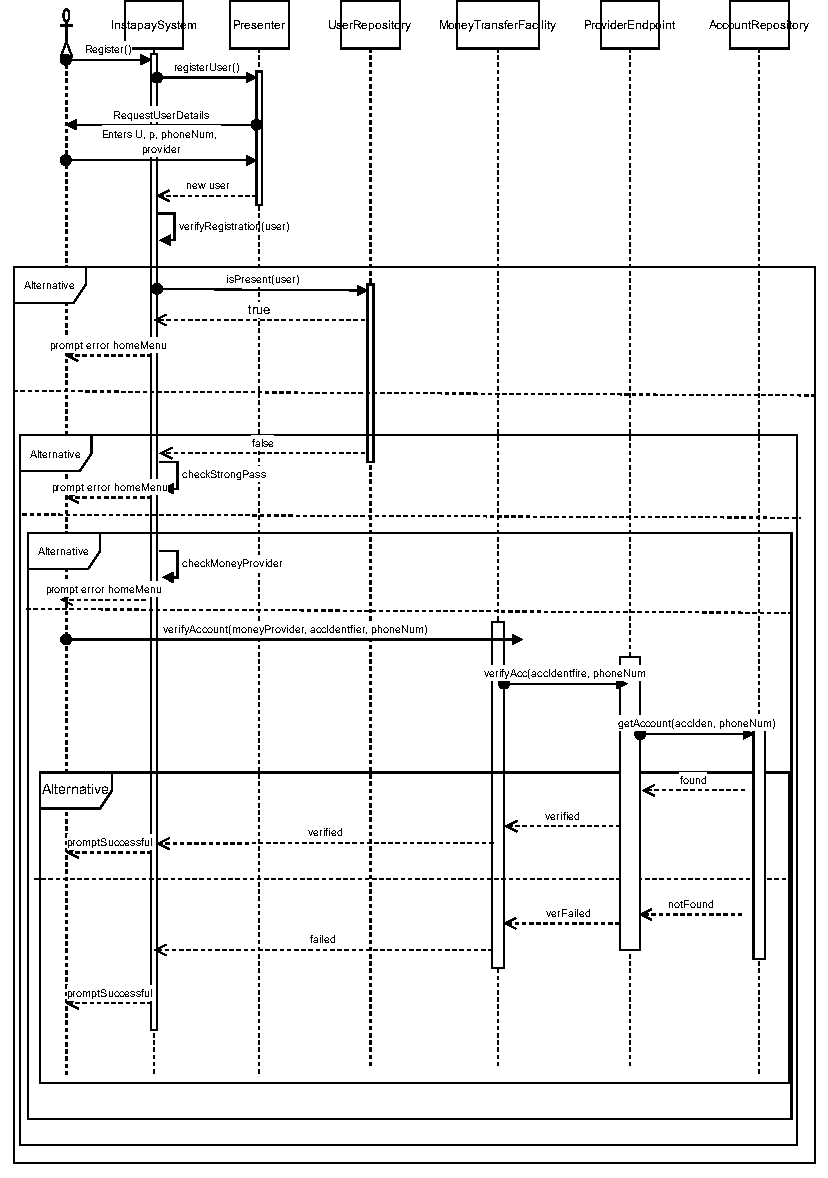 InstapaySystem
Presenter
UserRepository
MoneyTransferFacility
ProviderEndpoint
AccountRepository
Register()
registerUser()
RequestUserDetails
Enters U, p, phoneNum,
provider
new user
verifyRegistration(user)
Alternative
isPresent(user)
true
prompt error homeMenu
Alternative
false
checkStrongPass
prompt error homeMenu
Alternative
checkMoneyProvider
prompt error homeMenu
verifyAccount(moneyProvider, accIdentfier, phoneNum)
verifyAcc(accIdentfire, phoneNum
getAccount(accIden, phoneNum)
Alternative
found
verified
verified
promptSuccessful
notFound
verFailed
failed
promptSuccessful